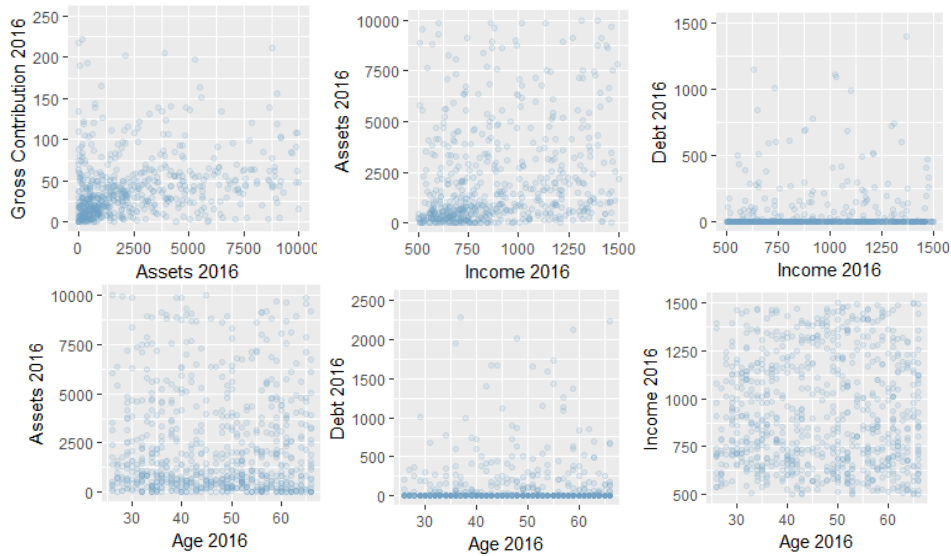 Gross Contribution 2016
250
200
150
100
50
0
0 2500 5000 7500 10000
Assets 2016
Assets 2016
10000
7500
5000
2500
0
500 750 1000 1250 1500
Income 2016
Debt 2016
1500
1000
500
0
500 750 1000 1250 1500
Income 2016
Assets 2016
10000
7500
5000
2500
0
30 40 50 60
Age 2016
Debt 2016
2500
2000
1500
1000
500
0
30 40 50 60
Age 2016
Income 2016
1500
1250
1000
750
500
30 40 50 60
Age 2016